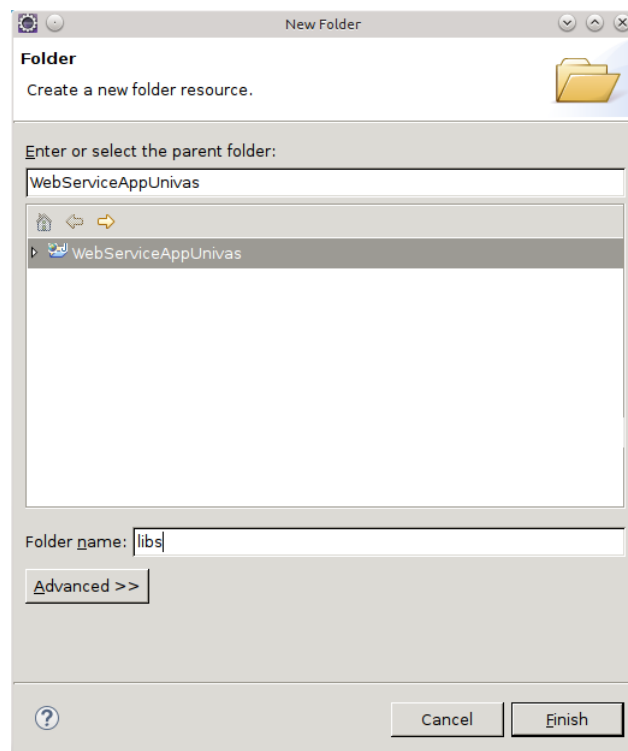 New Folder
Folder
Create a new folder resource.
Enter or select the parent folder:
WebServiceAppUnivas
WebServiceAppUnivas
Folder name: libs
Advanced >>
? Cancel Finish